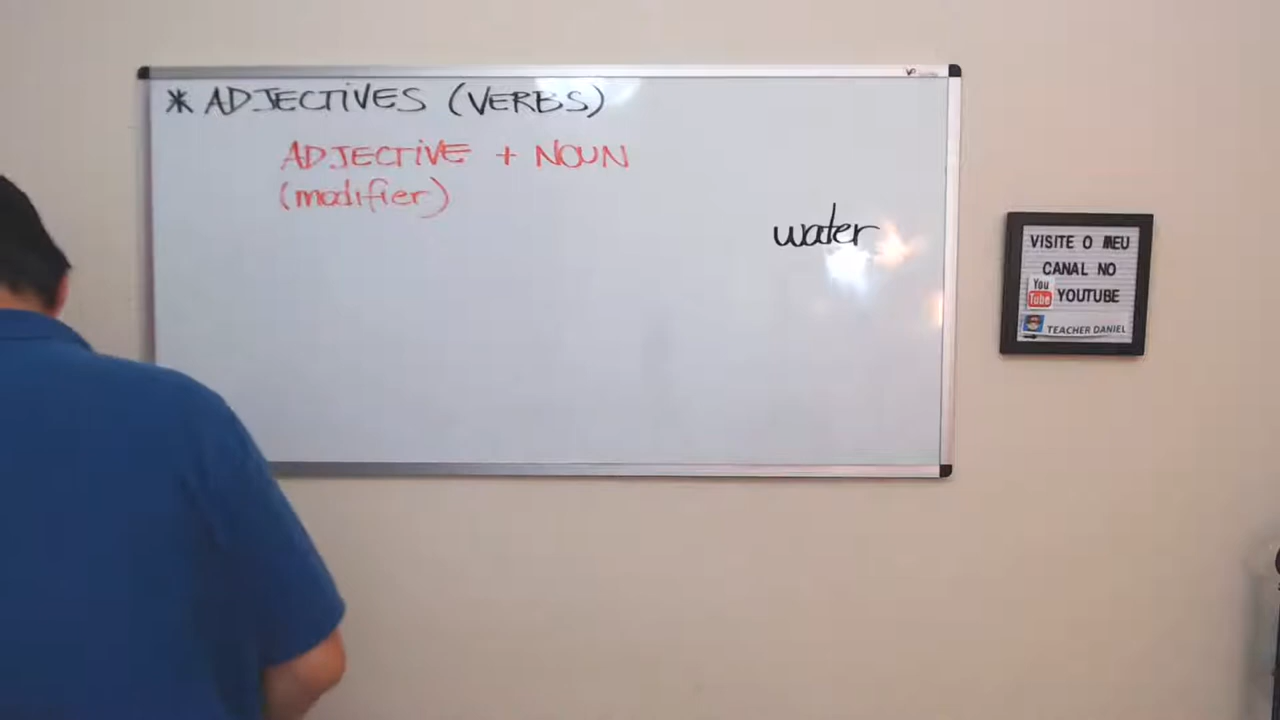 * ADJECTIVES (VERBS)
ADJECTIVE + NOUN
(modifier)
water
VISITE O MEU
CANAL NO
You
Tube YOUTUBE
TEACHER DANIEL